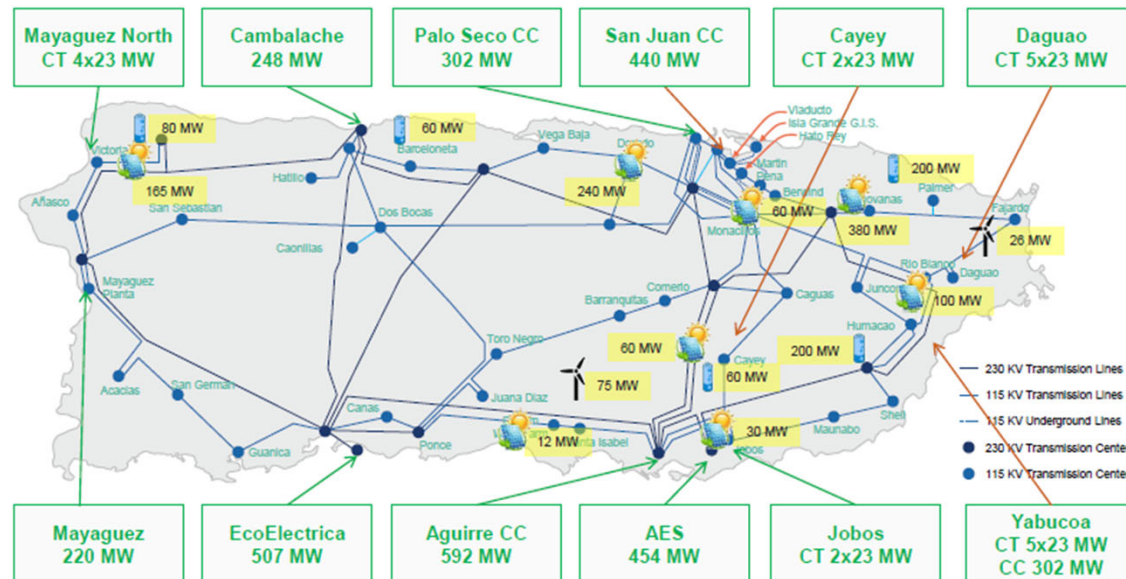 Mayaguez North
CT 4x23 MW
Cambalache
248 MW
Palo Seco CC
302 MW
San Juan CC
440 MW
Cayey
CT 2x23 MW
Daguao
CT 5x23 MW
80 MW
60 MW
Vega Baja
Viaducto
Isla Grande G.I.S.
Hato Rey
Victoria
Barceloneta
Martin
Pena
200 MW
165 MW
Hatillo
240 MW
Palmer
Añasco
San Sebastian
Dos Bocas
60 MW
380 MW
Fajardo
Caonillas
Monacillos
26 MW
Rio Blanco
Daguao
Mayaguez
Planta
Comerio
Caguas
Juncos
100 MW
Barranquitas
Humacao
Toro Negro
60 MW
Cayey
200 MW
75 MW
60 MW
Acacias
San German
Juana Diaz
Canas
Shell
Maunabo
30 MW
12 MW
Ponce
Isabel
Guanica
230 KV Transmission Lines
115 KV Transmission Lines
115 KV Underground Lines
230 KV Transmission Cente
115 KV Transmission Cente
Mayaguez
220 MW
EcoElectrica
507 MW
Aguirre CC
592 MW
AES
454 MW
Jobos
CT 2x23 MW
Yabucoa
CT 5x23 MW
CC 302 MW